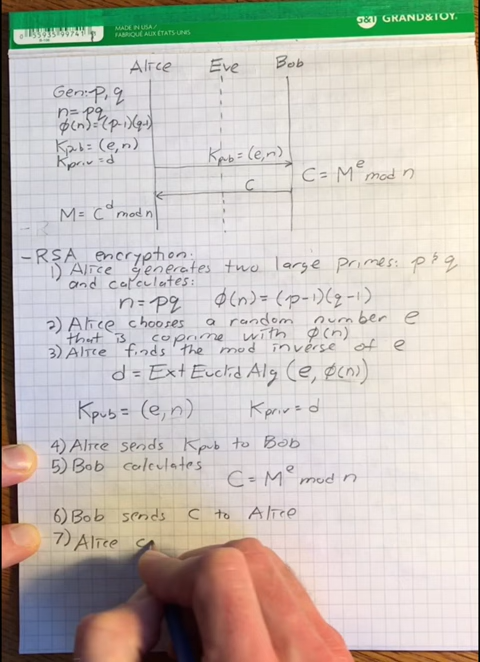 MADE IN USA /
FABRIQUÉ AUX ÉTATS-UNIS
G&T GRAND&TOY.
Alice Eve Bob
Gen: p, q
n = pq
ϕ(n) = (p-1)(q-1)
Kpub = (e, n)
Kpriv = d
Kpub = (e, n)
C
C = M^e mod n
M = C^d mod n
- RSA encryption:
1) Alice generates two large primes: p & q
and calculates:
n = pq ϕ(n) = (p-1)(q-1)
2) Alice chooses a random number e
that is coprime with ϕ(n)
3) Alice finds the mod inverse of e
d = Ext Euclid Alg (e, ϕ(n))
Kpub = (e, n) Kpriv = d
4) Alice sends Kpub to Bob
5) Bob calculates
C = M^e mod n
6) Bob sends C to Alice
7) Alice c